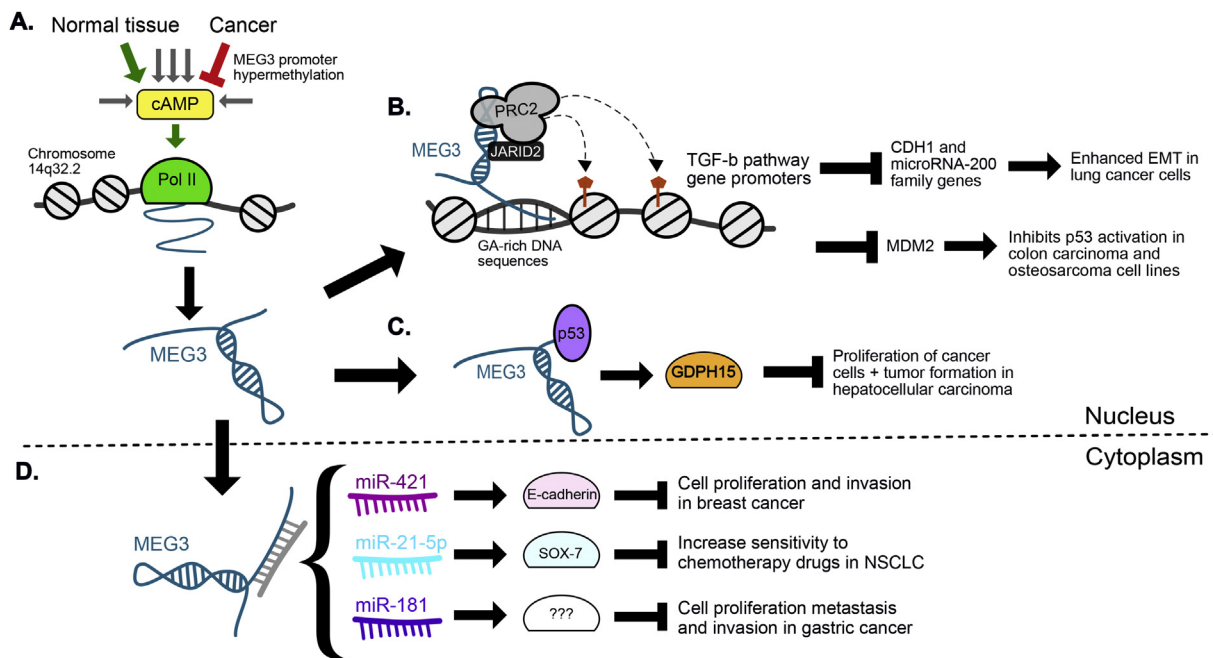 A.
Normal tissue
Cancer
MEG3 promoter
hypermethylation
cAMP
Chromosome
14q32.2
Pol II
MEG3
B.
PRC2
JARID2
MEG3
GA-rich DNA
sequences
TGF-b pathway
gene promoters
CDH1 and
microRNA-200
family genes
Enhanced EMT in
lung cancer cells
MDM2
Inhibits p53 activation in
colon carcinoma and
osteosarcoma cell lines
C.
p53
MEG3
GDPH15
Proliferation of cancer
cells + tumor formation in
hepatocellular carcinoma
Nucleus
Cytoplasm
D.
MEG3
miR-421
E-cadherin
Cell proliferation and invasion
in breast cancer
miR-21-5p
SOX-7
Increase sensitivity to
chemotherapy drugs in NSCLC
miR-181
???
Cell proliferation metastasis
and invasion in gastric cancer